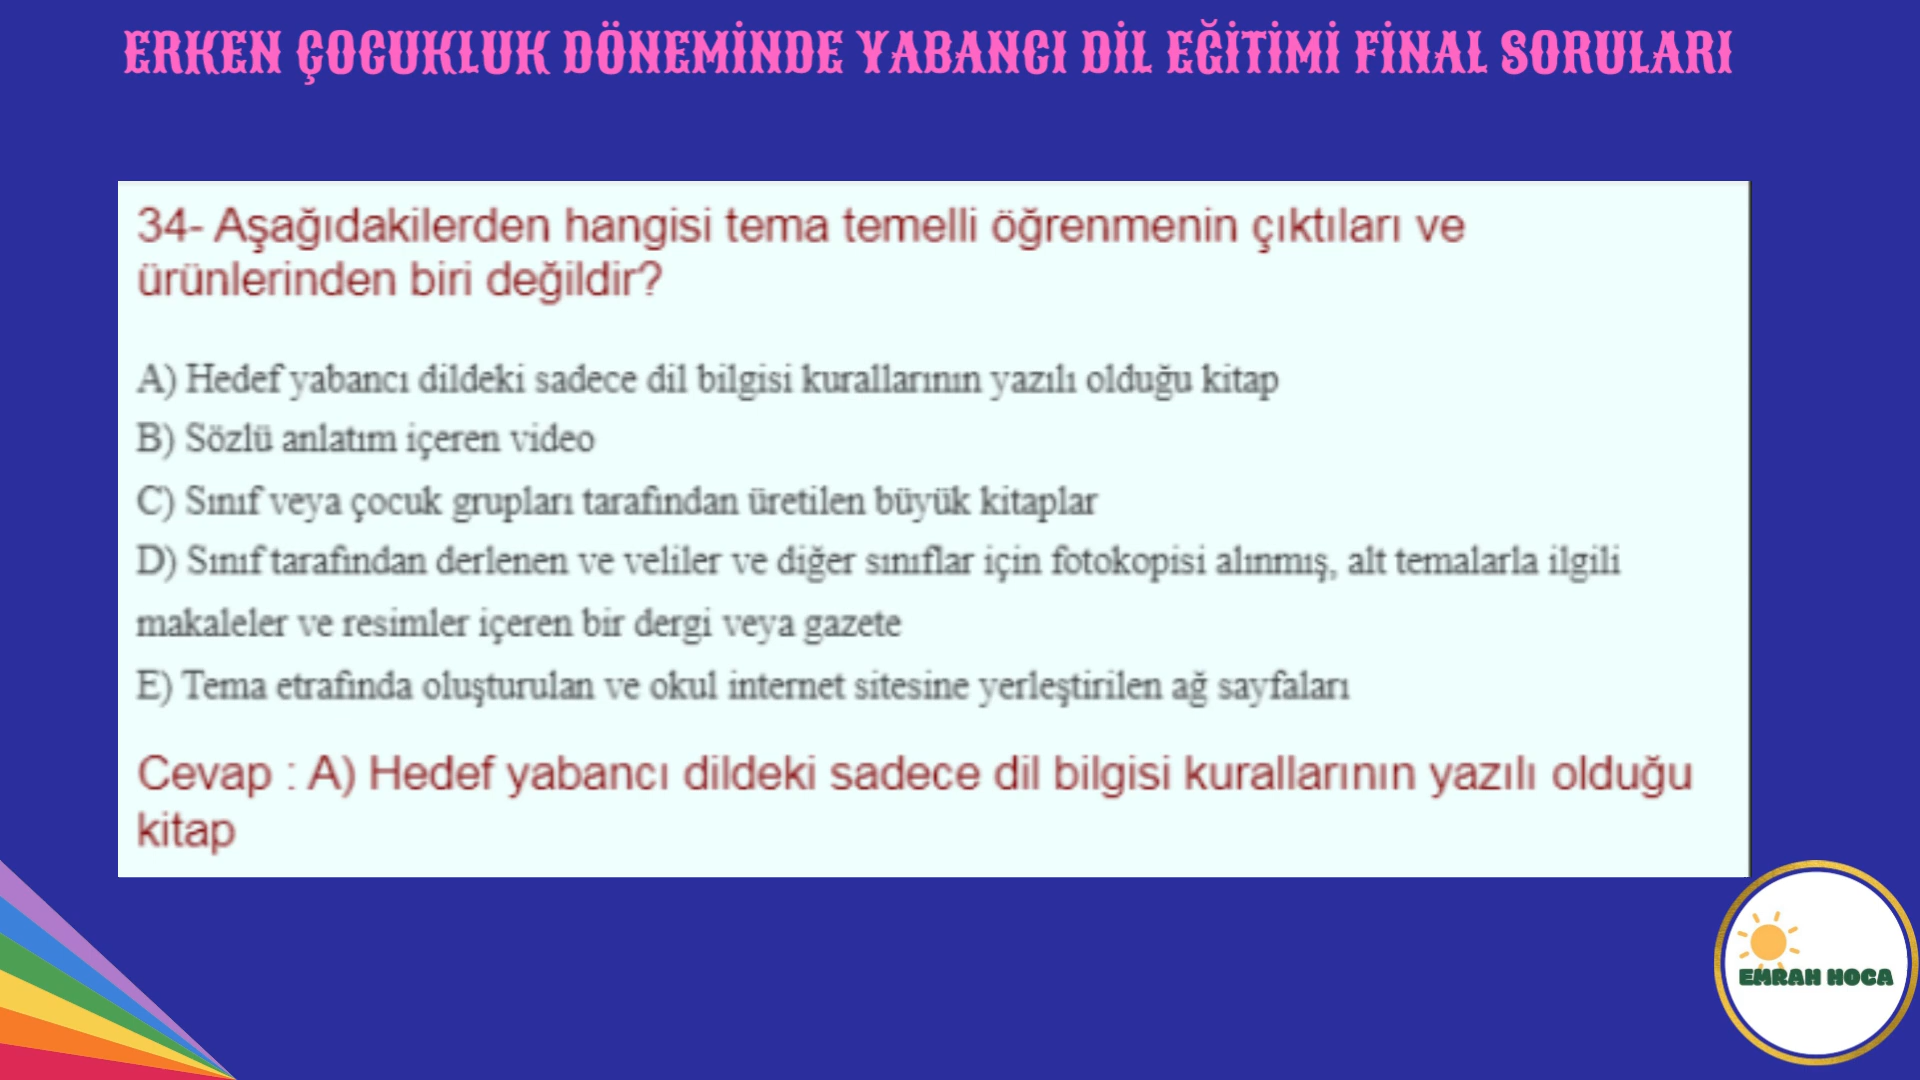 ERKEN ÇOCUKLUK DÖNEMİNDE YABANCI DİL EĞİTİMİ FİNAL SORULARI
34- Aşağıdakilerden hangisi tema temelli öğrenmenin çıktıları ve
ürünlerinden biri değildir?
A) Hedef yabancı dildeki sadece dil bilgisi kurallarının yazılı olduğu kitap
B) Sözlü anlatım içeren video
C) Sınıf veya çocuk grupları tarafından üretilen büyük kitaplar
D) Sınıf tarafından derlenen ve veliler ve diğer sınıflar için fotokopisi alınmış, alt temalarla ilgili
makaleler ve resimler içeren bir dergi veya gazete
E) Tema etrafında oluşturulan ve okul internet sitesine yerleştirilen ağ sayfaları
Cevap : A) Hedef yabancı dildeki sadece dil bilgisi kurallarının yazılı olduğu
kitap
EMRAH HOCA